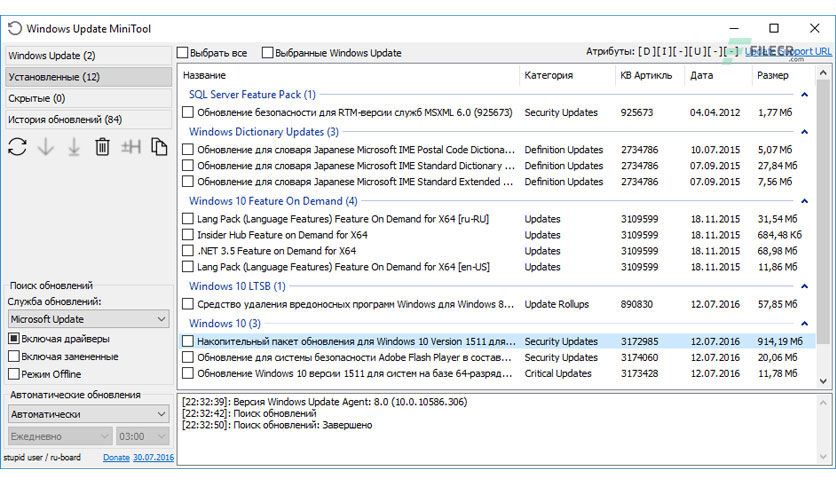 Windows Update MiniTool
Windows Update (2)
Установленные (12)
Скрытые (0)
История обновлений (84)
Поиск обновлений
Служба обновлений:
Microsoft Update
Включая драйверы
Включая замененные
Режим Offline
Автоматические обновления
Автоматически
Ежедневно 03:00
stupid user / ru-board Donate 30.07.2016
Выбрать все Выбранные Windows Update Атрибуты: [D][I][-][U][-][-] Update Support URL
FILECR
.com
Название Категория КВ Артикль Дата Размер
SQL Server Feature Pack (1)
Обновление безопасности для RTM-версии служб MSXML 6.0 (925673) Security Updates 925673 04.04.2012 1,77 Мб
Windows Dictionary Updates (3)
Обновление для словаря Japanese Microsoft IME Postal Code Dictiona... Definition Updates 2734786 10.07.2015 5,07 Мб
Обновление для словаря Japanese Microsoft IME Standard Dictionary ... Definition Updates 2734786 07.09.2015 27,84 Мб
Обновление для словаря Japanese Microsoft IME Standard Extended ... Definition Updates 2734786 07.09.2015 7,56 Мб
Windows 10 Feature On Demand (4)
Lang Pack (Language Features) Feature On Demand for X64 [ru-RU] Updates 3109599 18.11.2015 31,54 Мб
Insider Hub Feature on Demand for X64 Updates 3109599 18.11.2015 684,48 Кб
.NET 3.5 Feature on Demand for X64 Updates 3109599 18.11.2015 68,98 Мб
Lang Pack (Language Features) Feature On Demand for X64 [en-US] Updates 3109599 18.11.2015 11,86 Мб
Windows 10 LTSB (1)
Средство удаления вредоносных программ Windows для Windows 8... Update Rollups 890830 12.07.2016 57,85 Мб
Windows 10 (3)
Накопительный пакет обновления для Windows 10 Version 1511 для... Security Updates 3172985 12.07.2016 914,19 Мб
Обновление для системы безопасности Adobe Flash Player в состав... Security Updates 3174060 12.07.2016 20,06 Мб
Обновление Windows 10 версии 1511 для систем на базе 64-разряд... Critical Updates 3173428 12.07.2016 11,78 Мб
[22:32:39]: Версия Windows Update Agent: 8.0 (10.0.10586.306)
[22:32:42]: Поиск обновлений
[22:32:50]: Поиск обновлений: Завершено